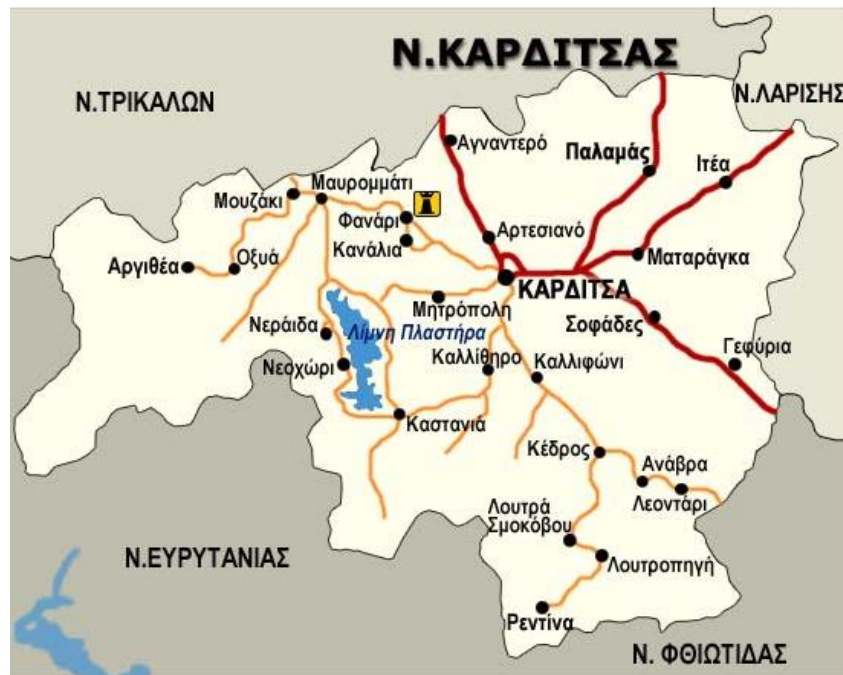 Ν.ΚΑΡΔΙΤΣΑΣ
Ν.ΤΡΙΚΑΛΩΝ
Ν.ΛΑΡΙΣΗΣ
Αγναντερό
Παλαμάς
Ιτέα
Μαυρομμάτι
Μουζάκι
Φανάρι
Αρτεσιανό
Κανάλια
Ματαράγκα
Αργιθέα
Οξυά
ΚΑΡΔΙΤΣΑ
Μητρόπολη
Σοφάδες
Νεράιδα
Λίμνη Πλαστήρα
Γεφύρια
Καλλίθηρο
Καλλιφώνι
Νεοχώρι
Καστανιά
Κέδρος
Ανάβρα
Λεοντάρι
Λουτρά
Σμοκόβου
Ν.ΕΥΡΥΤΑΝΙΑΣ
Λουτροπηγή
Ρεντίνα
Ν. ΦΘΙΩΤΙΔΑΣ